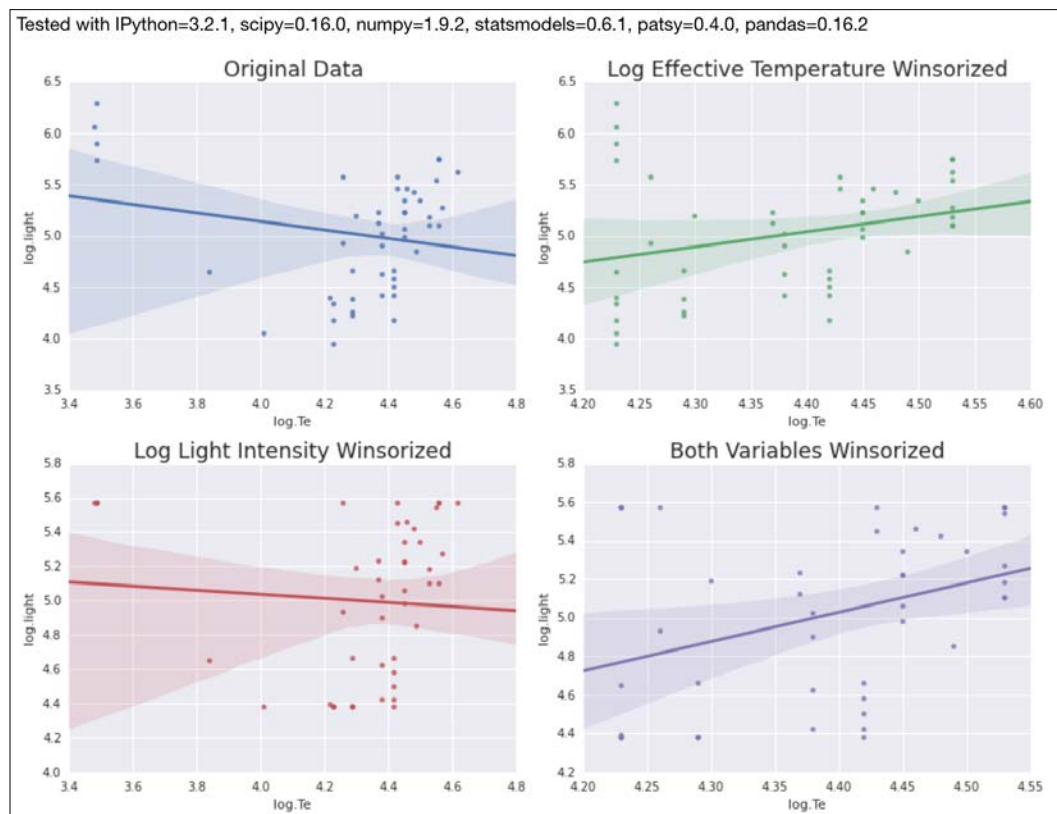 Tested with IPython=3.2.1, scipy=0.16.0, numpy=1.9.2, statsmodels=0.6.1, patsy=0.4.0, pandas=0.16.2
Original Data
6.5
6.0
5.5
5.0
4.5
4.0
3.5
log.light
3.4 3.6 3.8 4.0 4.2 4.4 4.6 4.8
log.Te
Log Effective Temperature Winsorized
6.5
6.0
5.5
5.0
4.5
4.0
3.5
log.light
4.20 4.25 4.30 4.35 4.40 4.45 4.50 4.55 4.60
log.Te
Log Light Intensity Winsorized
5.8
5.6
5.4
5.2
5.0
4.8
4.6
4.4
4.2
4.0
log.light
3.4 3.6 3.8 4.0 4.2 4.4 4.6 4.8
log.Te
Both Variables Winsorized
5.8
5.6
5.4
5.2
5.0
4.8
4.6
4.4
4.2
log.light
4.20 4.25 4.30 4.35 4.40 4.45 4.50 4.55
log.Te